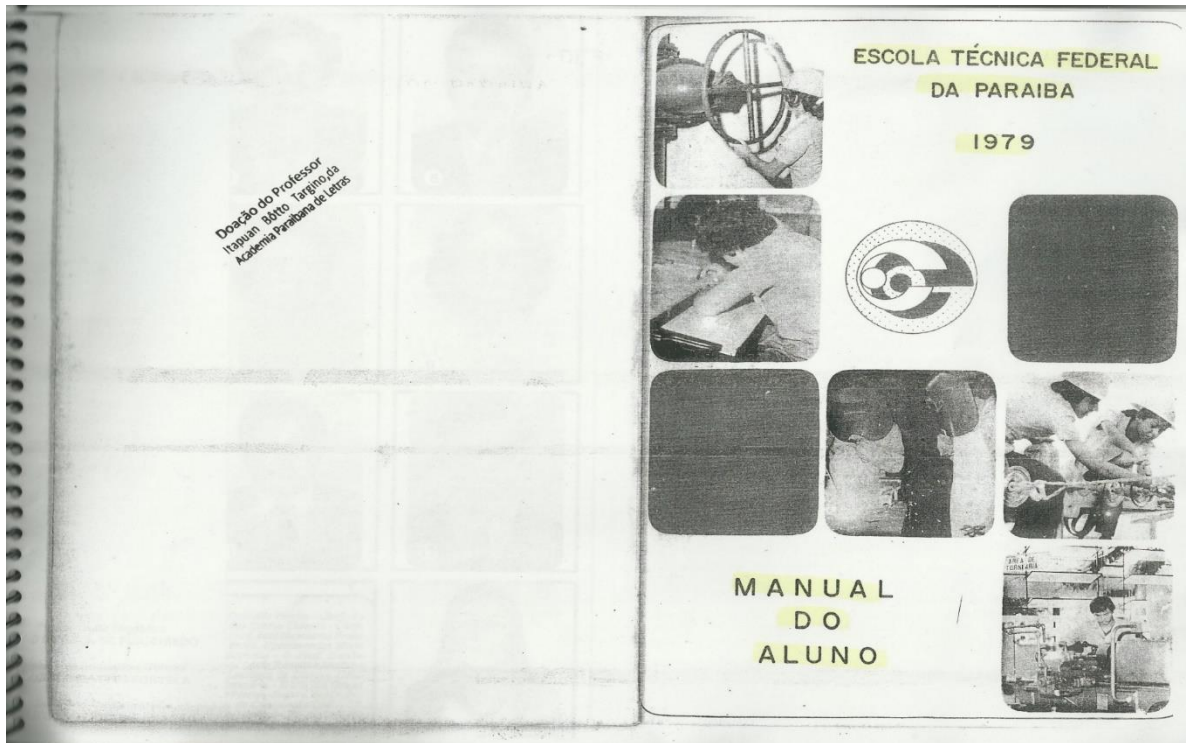 Doação do Professor
Itapuan Bôtto Targino,da
Academia Paraibana de Letras
ESCOLA TÉCNICA FEDERAL
DA PARAIBA
1979
MANUAL
DO
ALUNO